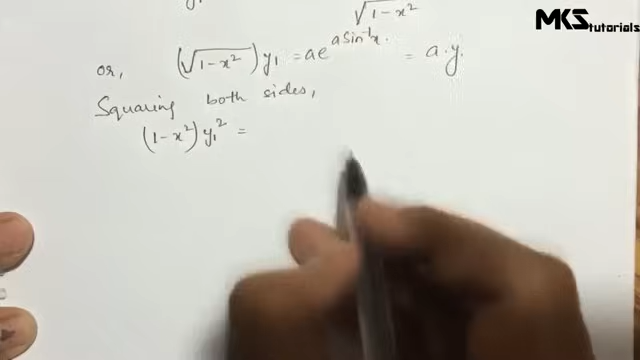 √1-x²
MKS tutorials
or, (√1-x²) y₁ = ae^(a sin⁻¹x) = a.y.
Squaring both sides,
(1-x²) y₁² =